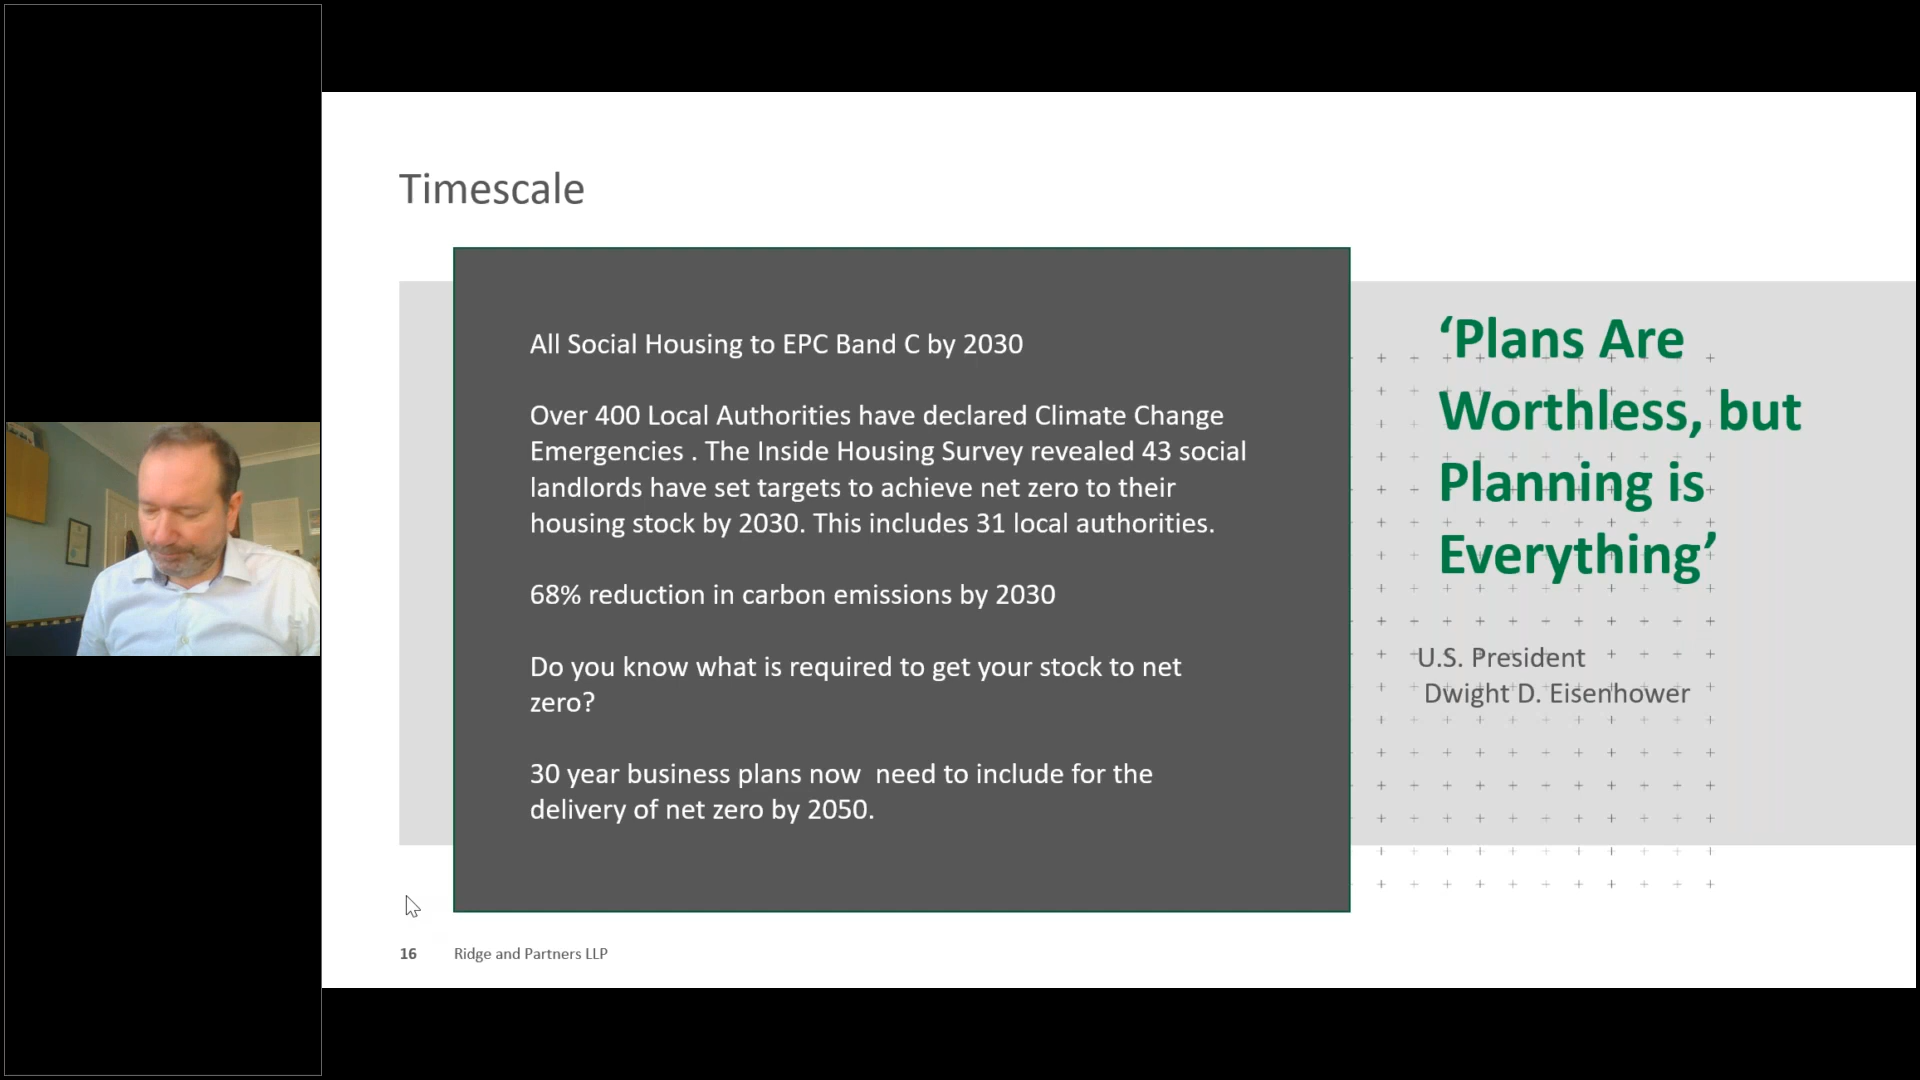 Timescale
All Social Housing to EPC Band C by 2030
Over 400 Local Authorities have declared Climate Change
Emergencies . The Inside Housing Survey revealed 43 social
landlords have set targets to achieve net zero to their
housing stock by 2030. This includes 31 local authorities.
68% reduction in carbon emissions by 2030
Do you know what is required to get your stock to net
zero?
30 year business plans now  need to include for the
delivery of net zero by 2050.
‘Plans Are
Worthless, but
Planning is
Everything’
U.S. President
Dwight D. Eisenhower
16 Ridge and Partners LLP